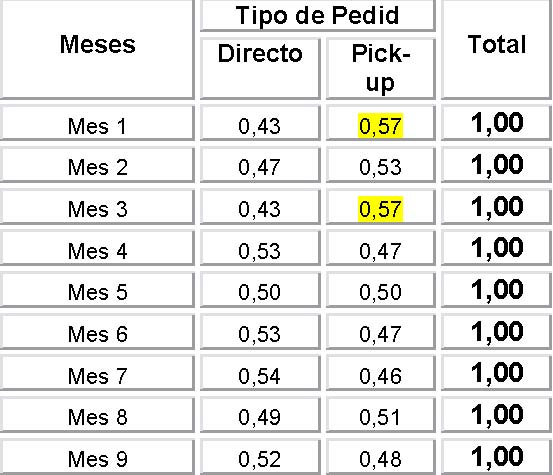 Meses Tipo de Pedid Total
Directo Pick-
up
Mes 1 0,43 0,57 1,00
Mes 2 0,47 0,53 1,00
Mes 3 0,43 0,57 1,00
Mes 4 0,53 0,47 1,00
Mes 5 0,50 0,50 1,00
Mes 6 0,53 0,47 1,00
Mes 7 0,54 0,46 1,00
Mes 8 0,49 0,51 1,00
Mes 9 0,52 0,48 1,00